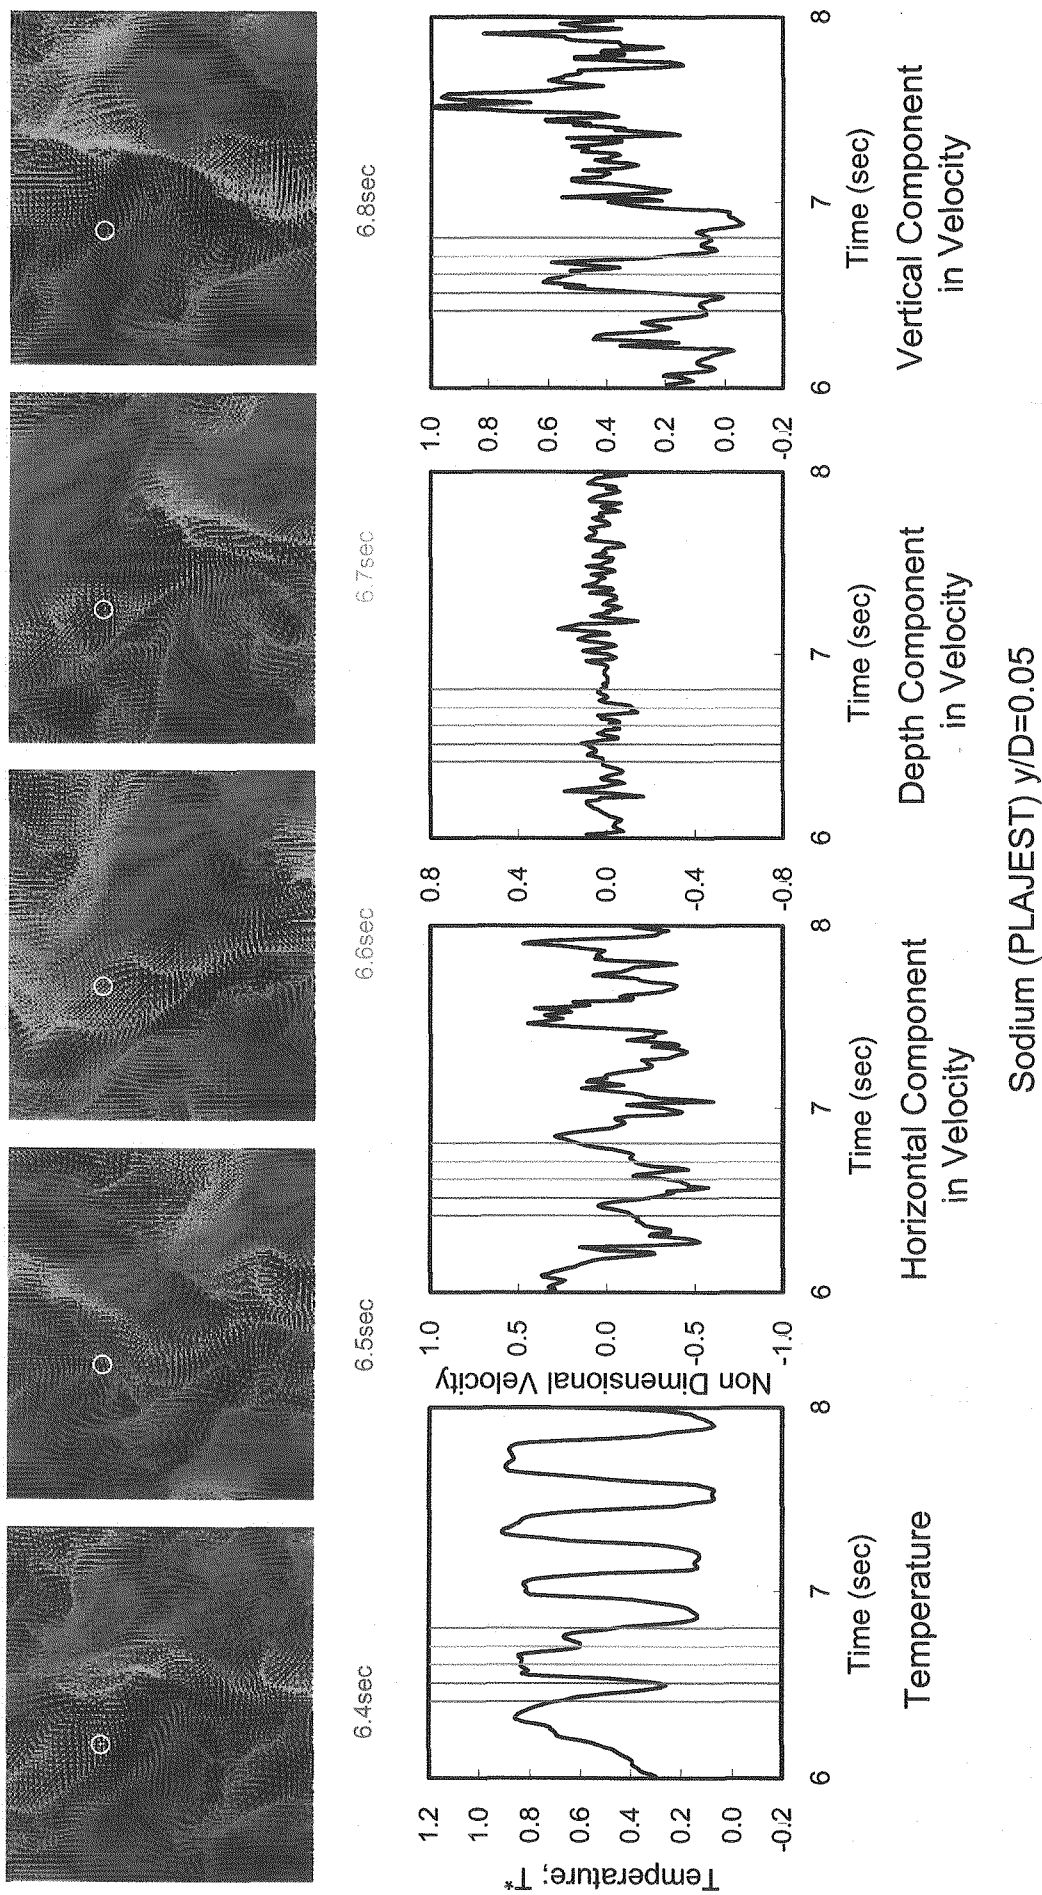 6.4sec
6.5sec
6.6sec
6.7sec
6.8sec
Temperature; T*
1.2
1.0
0.8
0.6
0.4
0.2
0.0
-0.2
6
7
8
Time (sec)
Temperature
Non Dimensional Velocity
1.0
0.5
0.0
-0.5
-1.0
6
7
8
Time (sec)
Horizontal Component
in Velocity
0.8
0.4
0.0
-0.4
-0.8
6
7
8
Time (sec)
Depth Component
in Velocity
1.0
0.8
0.6
0.4
0.2
0.0
-0.2
6
7
8
Time (sec)
Vertical Component
in Velocity
Sodium (PLAJEST) y/D=0.05